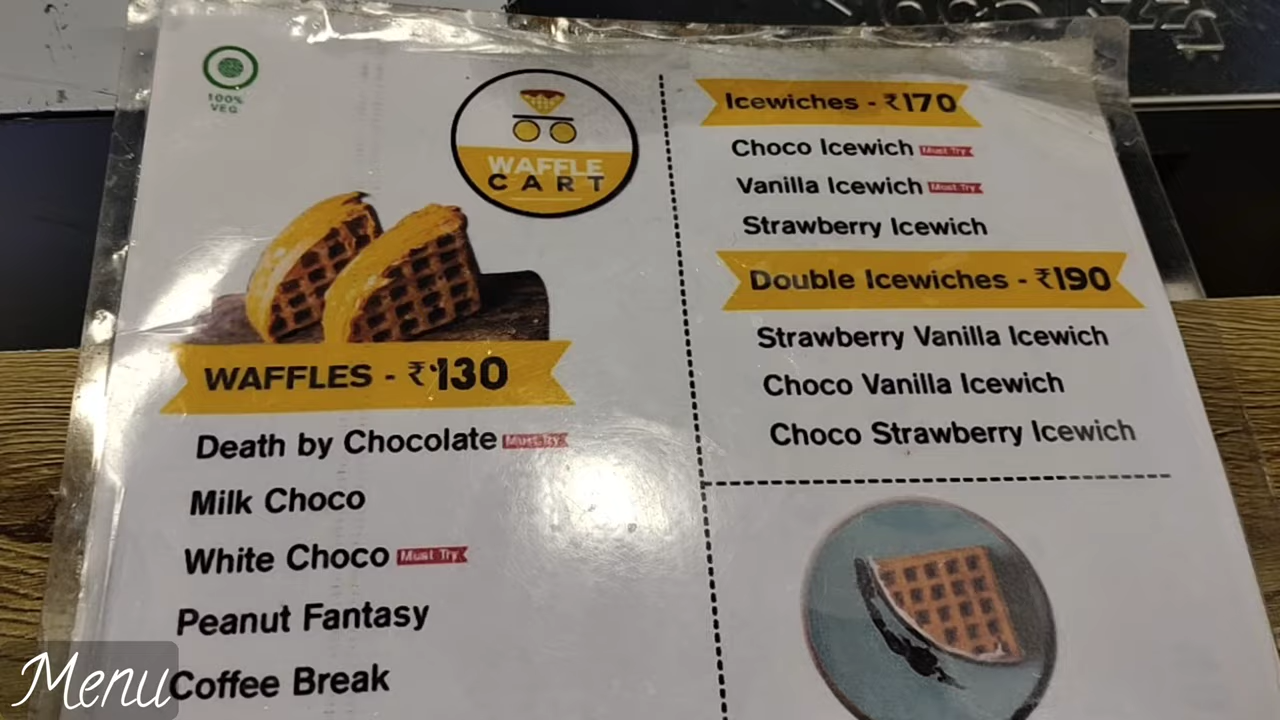 100%
VEG
WAFFLE
CART
WAFFLES - ₹130
Death by Chocolate Must Try
Milk Choco
White Choco Must Try
Peanut Fantasy
Coffee Break
Icewiches - ₹170
Choco Icewich Must Try
Vanilla Icewich Must Try
Strawberry Icewich
Double Icewiches - ₹190
Strawberry Vanilla Icewich
Choco Vanilla Icewich
Choco Strawberry Icewich
Menu